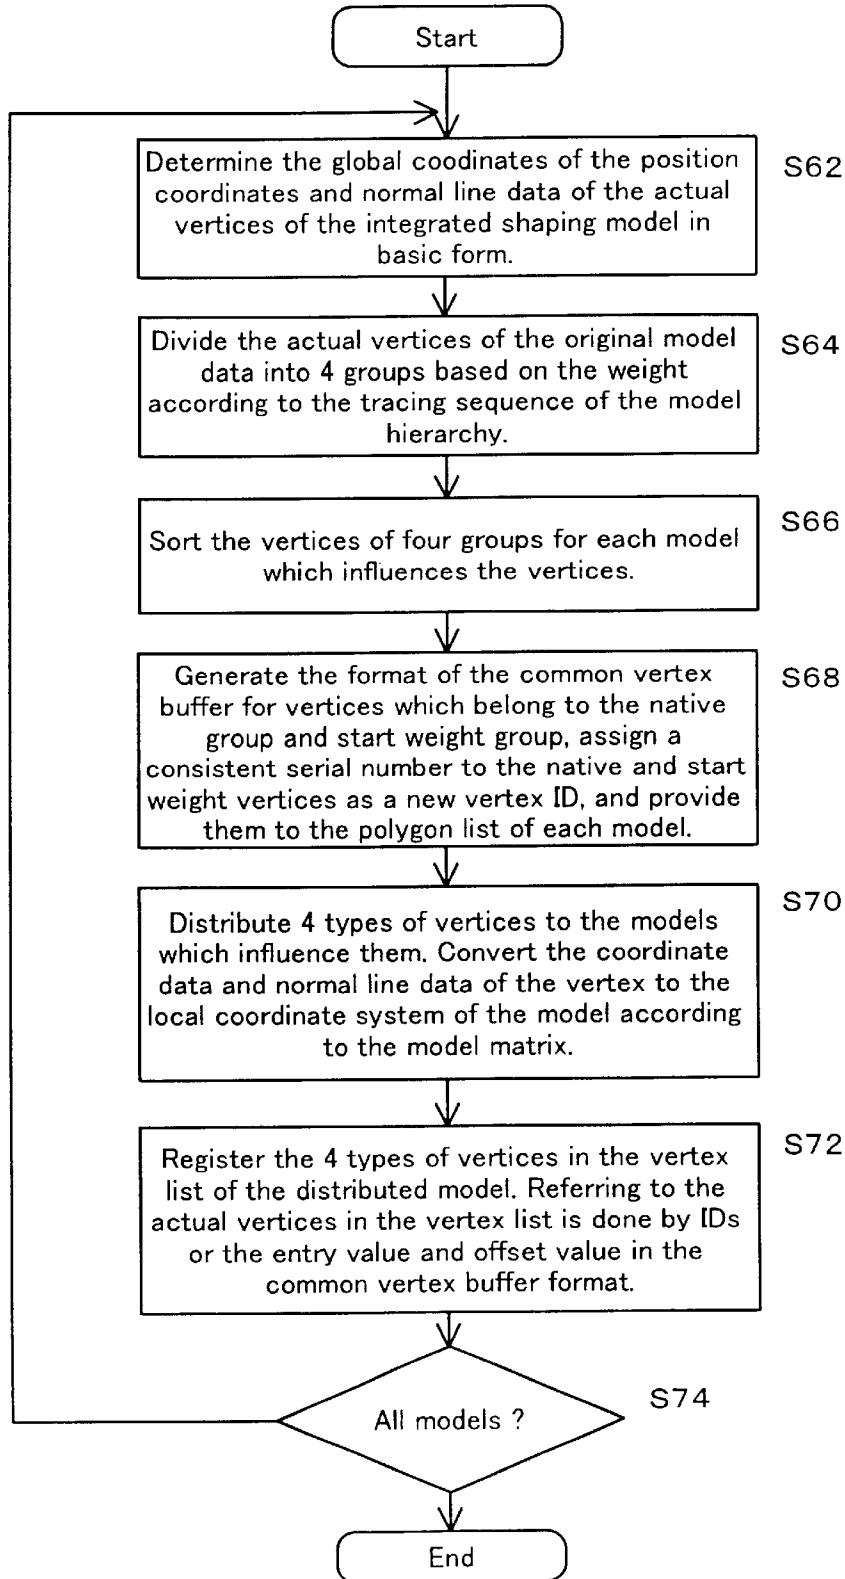 Start
Determine the global coodinates of the position
coordinates and normal line data of the actual
vertices of the integrated shaping model in
basic form.
S62
Divide the actual vertices of the original model
data into 4 groups based on the weight
according to the tracing sequence of the model
hierarchy.
S64
Sort the vertices of four groups for each model
which influences the vertices.
S66
Generate the format of the common vertex
buffer for vertices which belong to the native
group and start weight group, assign a
consistent serial number to the native and start
weight vertices as a new vertex ID, and provide
them to the polygon list of each model.
S68
Distribute 4 types of vertices to the models
which influence them. Convert the coordinate
data and normal line data of the vertex to the
local coordinate system of the model according
to the model matrix.
S70
Register the 4 types of vertices in the vertex
list of the distributed model. Referring to the
actual vertices in the vertex list is done by IDs
or the entry value and offset value in the
common vertex buffer format.
S72
All models ?
S74
End